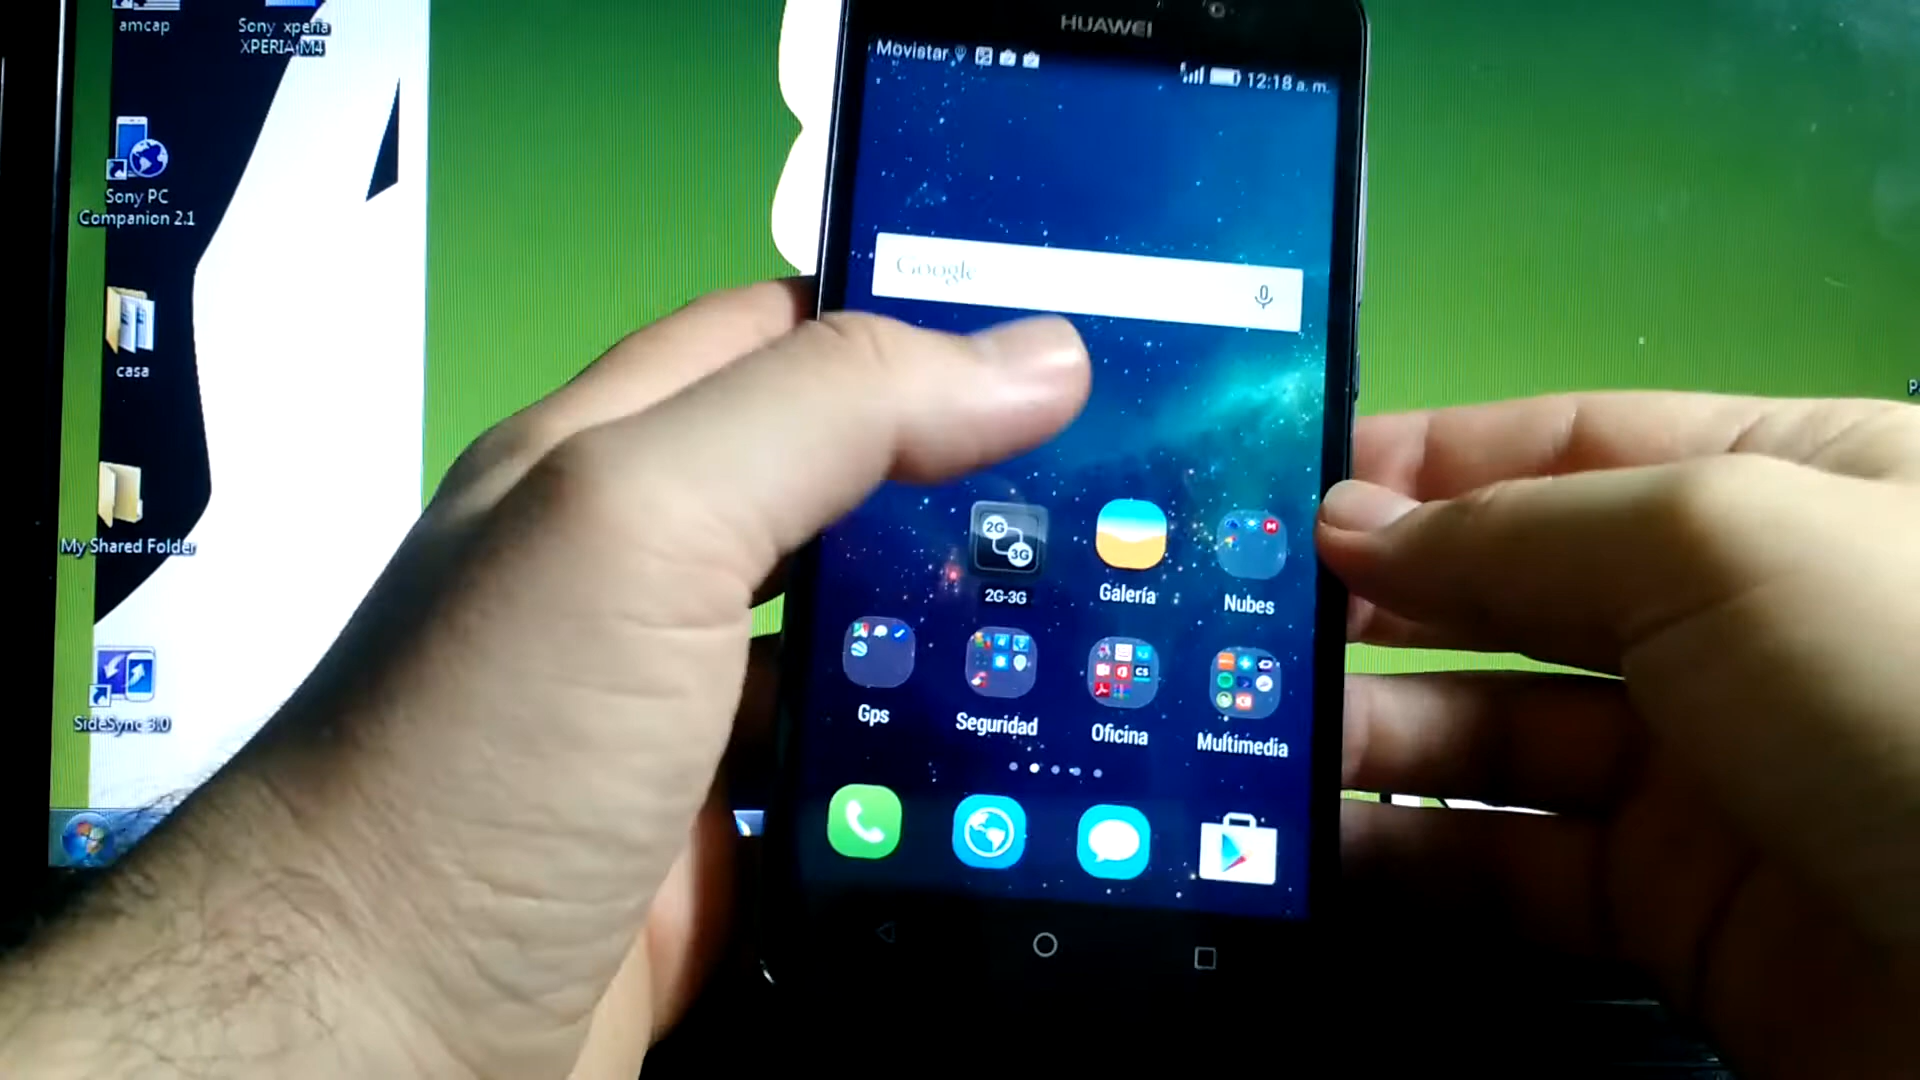 amcap
Sony xperia
XPERIA M4
Sony PC
Companion 2.1
casa
My Shared Folder
SideSync 3.0
HUAWEI
Movistar
12:18 a. m.
Google
2G
3G
2G-3G
Galería
Nubes
Gps
Seguridad
Oficina
Multimedia